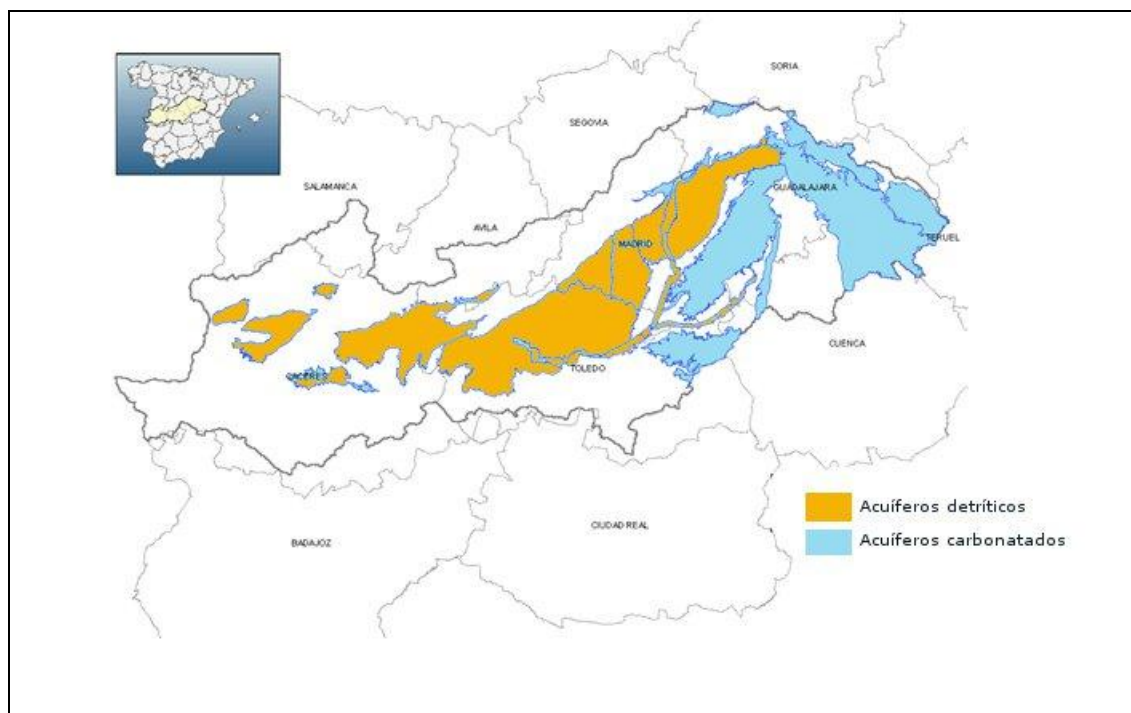 SORIA
SEGOVIA
SALAMANCA
GUADALAJARA
AVILA
TERUEL
MADRID
CUENCA
TOLEDO
CACERES
Acuíferos detríticos
Acuíferos carbonatados
CIUDAD REAL
BADAJOZ